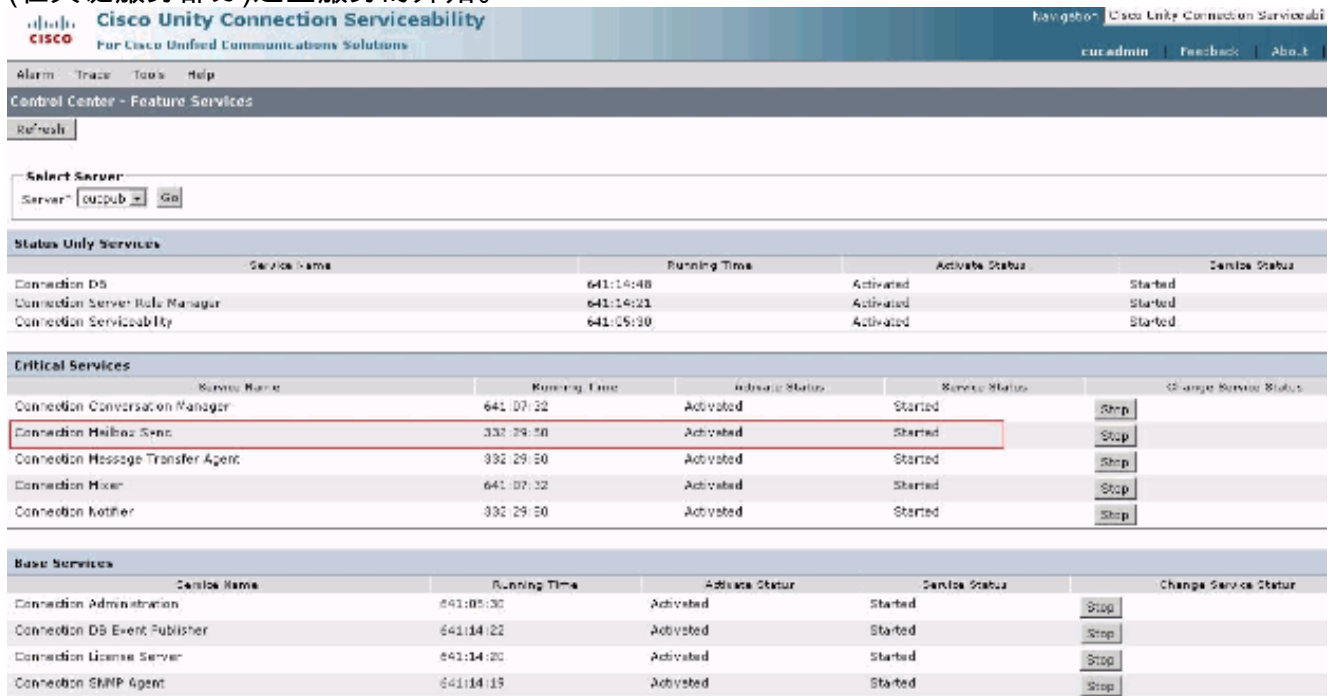 Cisco Unity Connection Serviceability
Navigation Cisco Unity Connection Serviceabi
CISCO For Cisco Unified Communications Solutions
cucadmin | Feedback | About |
Alarm Trace Tools Help
Control Center - Feature Services
Refresh
Select Server
Server* cucpub Go
Status Only Services
Service Name Running Time Activate Status Service Status
Connection DB 641:14:48 Activated Started
Connection Server Role Manager 641:14:21 Activated Started
Connection Serviceability 641:05:30 Activated Started
Critical Services
Service Name Running Time Activate Status Service Status Change Service Status
Connection Conversation Manager 641:07:32 Activated Started Stop
Connection Mailbox Sync 332:29:50 Activated Started Stop
Connection Message Transfer Agent 332:29:50 Activated Started Stop
Connection Mixer 641:07:32 Activated Started Stop
Connection Notifier 332:29:50 Activated Started Stop
Base Services
Service Name Running Time Activate Status Service Status Change Service Status
Connection Administration 641:05:30 Activated Started Stop
Connection DB Event Publisher 641:14:22 Activated Started Stop
Connection License Server 641:14:20 Activated Started Stop
Connection SNMP Agent 641:14:19 Activated Started Stop